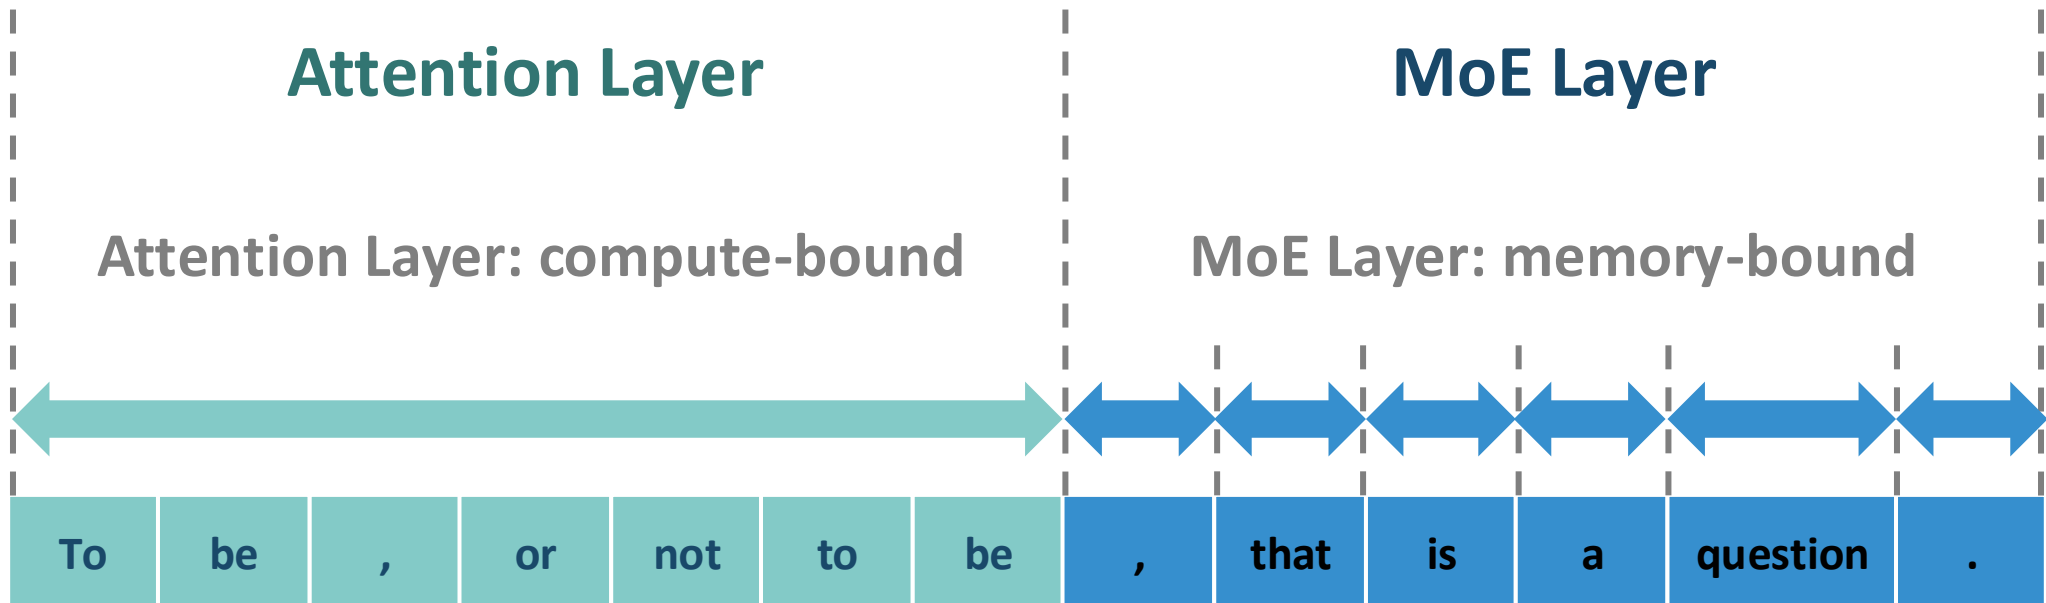 Attention Layer
MoE Layer
Attention Layer: compute-bound
MoE Layer: memory-bound
To be , or not to be , that is a question .